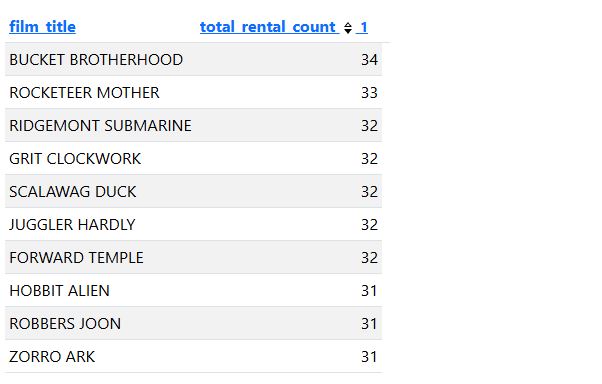 film_title total_rental_count 1
BUCKET BROTHERHOOD 34
ROCKETEER MOTHER 33
RIDGEMONT SUBMARINE 32
GRIT CLOCKWORK 32
SCALAWAG DUCK 32
JUGGLER HARDLY 32
FORWARD TEMPLE 32
HOBBIT ALIEN 31
ROBBERS JOON 31
ZORRO ARK 31